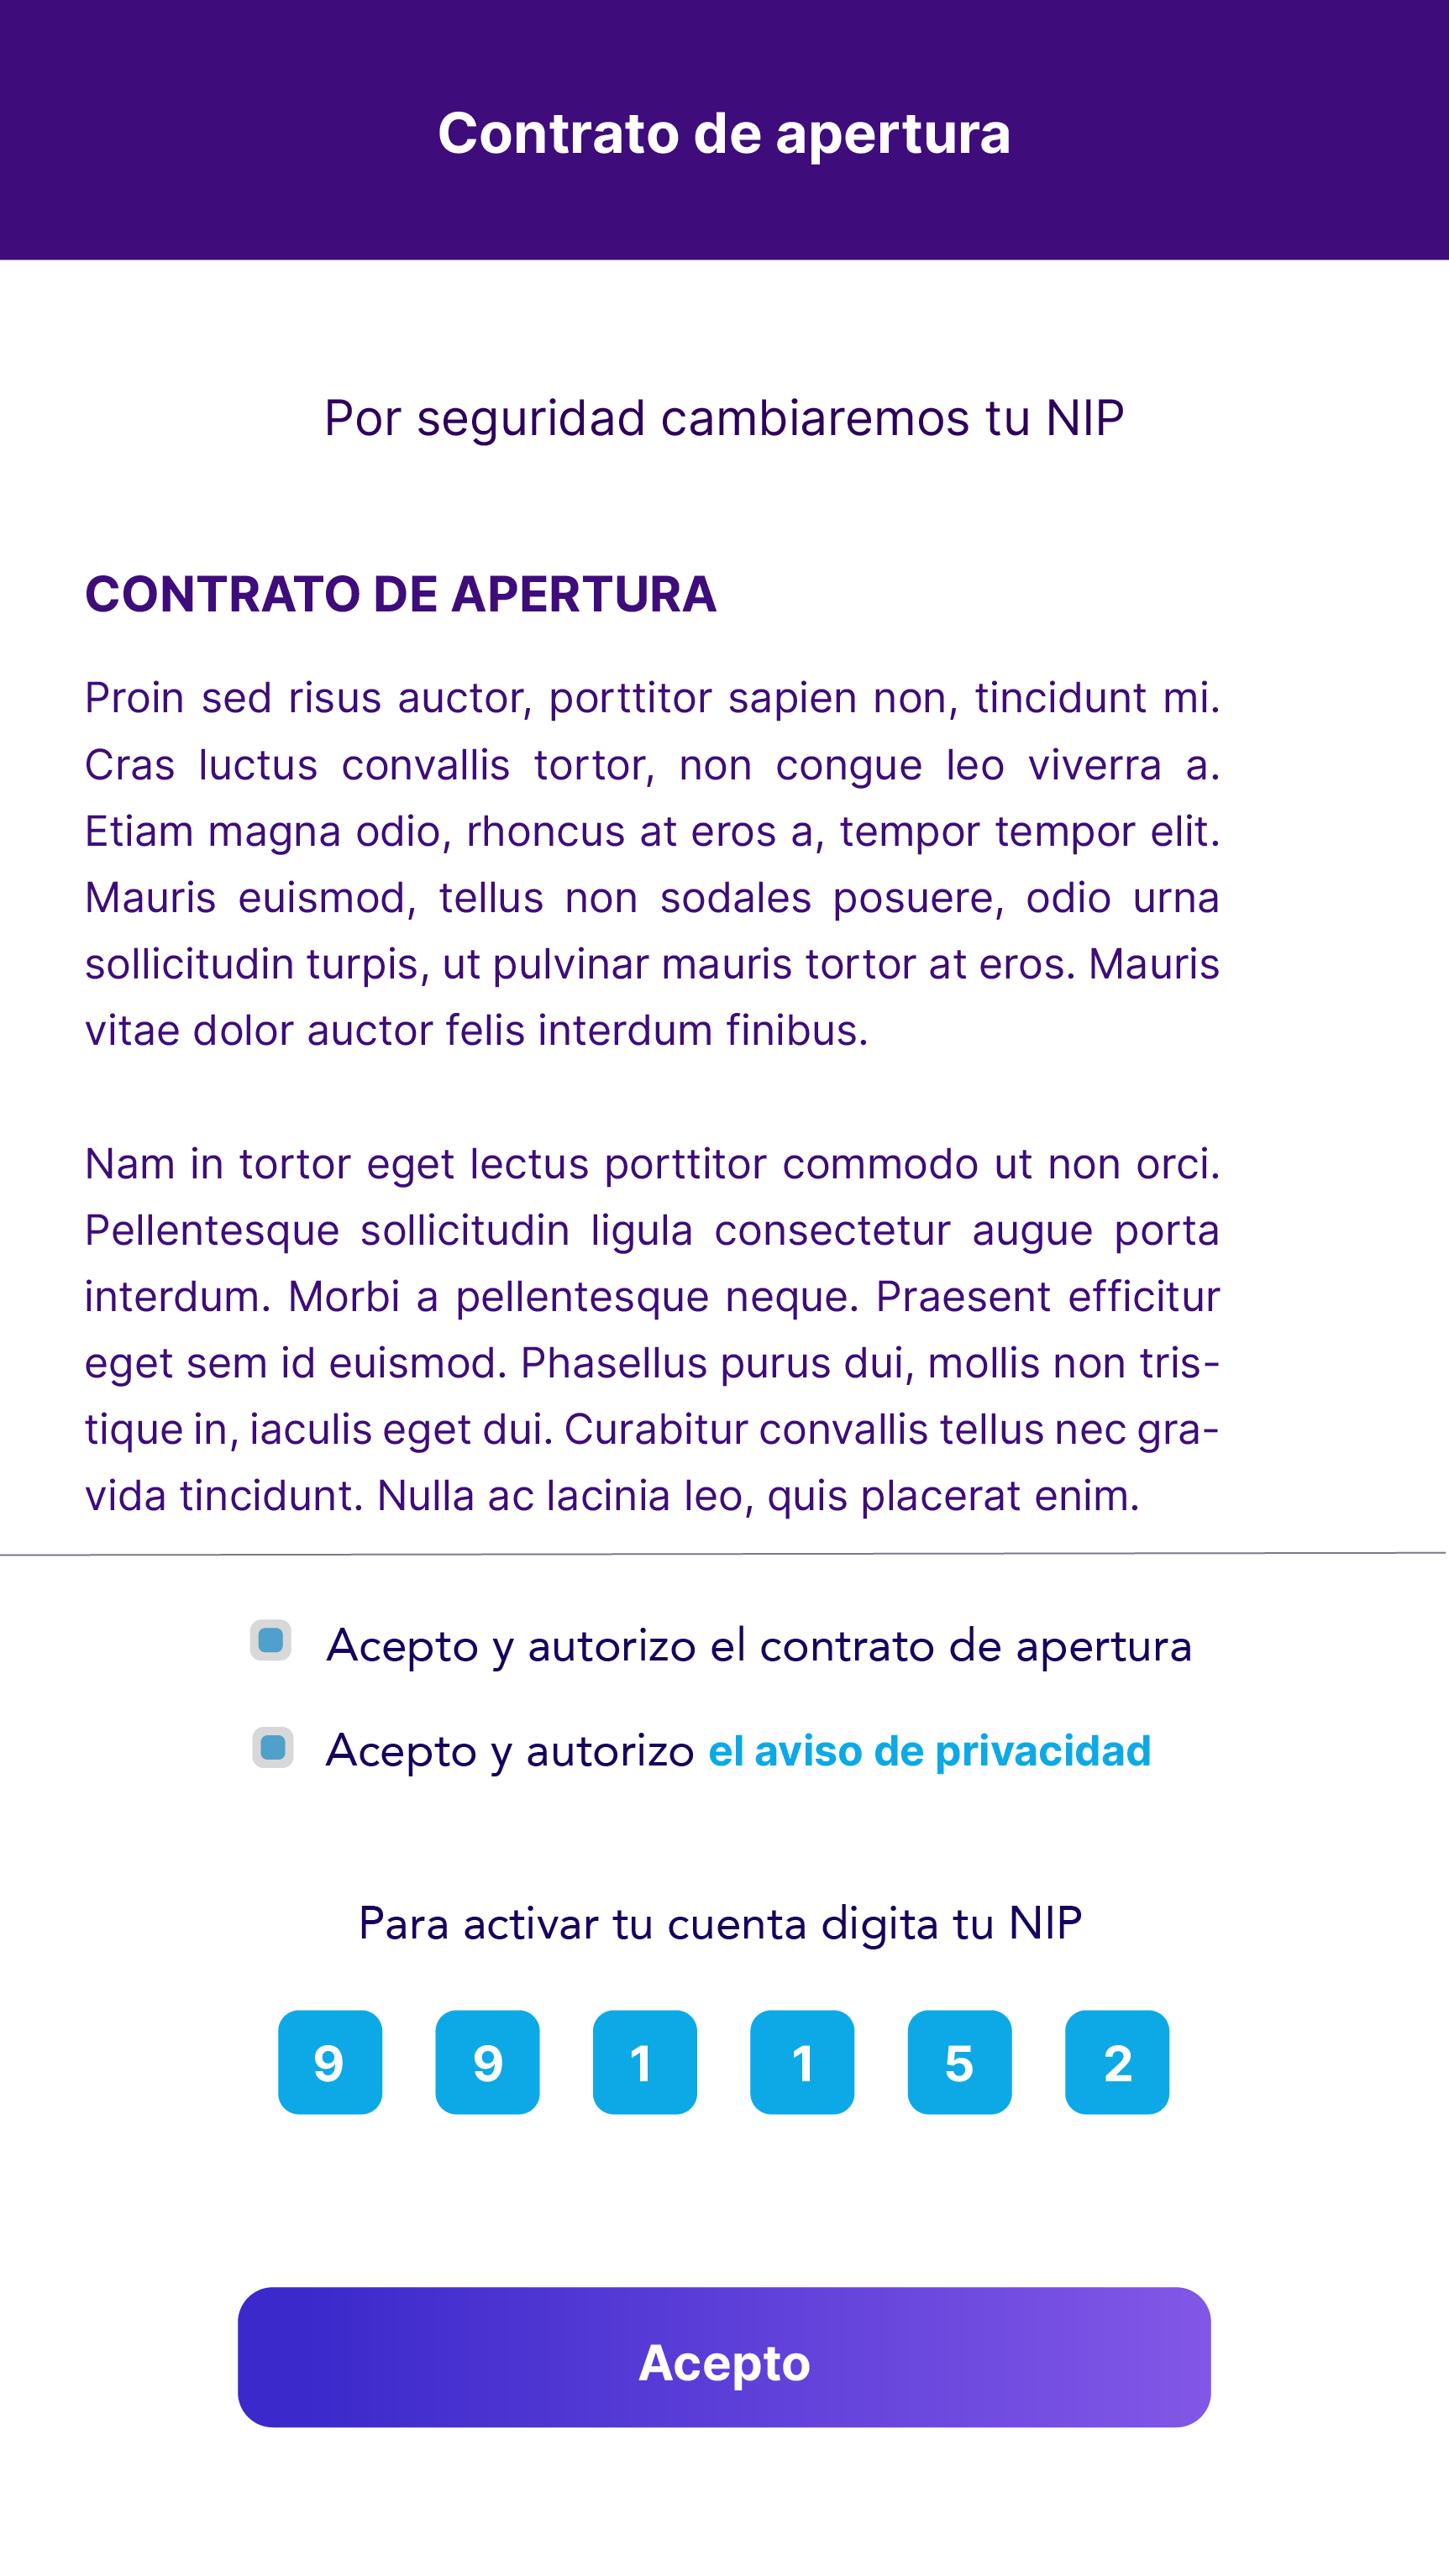 Contrato de apertura
Por seguridad cambiaremos tu NIP
CONTRATO DE APERTURA
Proin sed risus auctor, porttitor sapien non, tincidunt mi.
Cras luctus convallis tortor, non congue leo viverra a.
Etiam magna odio, rhoncus at eros a, tempor tempor elit.
Mauris euismod, tellus non sodales posuere, odio urna
sollicitudin turpis, ut pulvinar mauris tortor at eros. Mauris
vitae dolor auctor felis interdum finibus.
Nam in tortor eget lectus porttitor commodo ut non orci.
Pellentesque sollicitudin ligula consectetur augue porta
interdum. Morbi a pellentesque neque. Praesent efficitur
eget sem id euismod. Phasellus purus dui, mollis non tris-
tique in, iaculis eget dui. Curabitur convallis tellus nec gra-
vida tincidunt. Nulla ac lacinia leo, quis placerat enim.
Acepto y autorizo el contrato de apertura
Acepto y autorizo el aviso de privacidad
Para activar tu cuenta digita tu NIP
9 9 1 1 5 2
Acepto